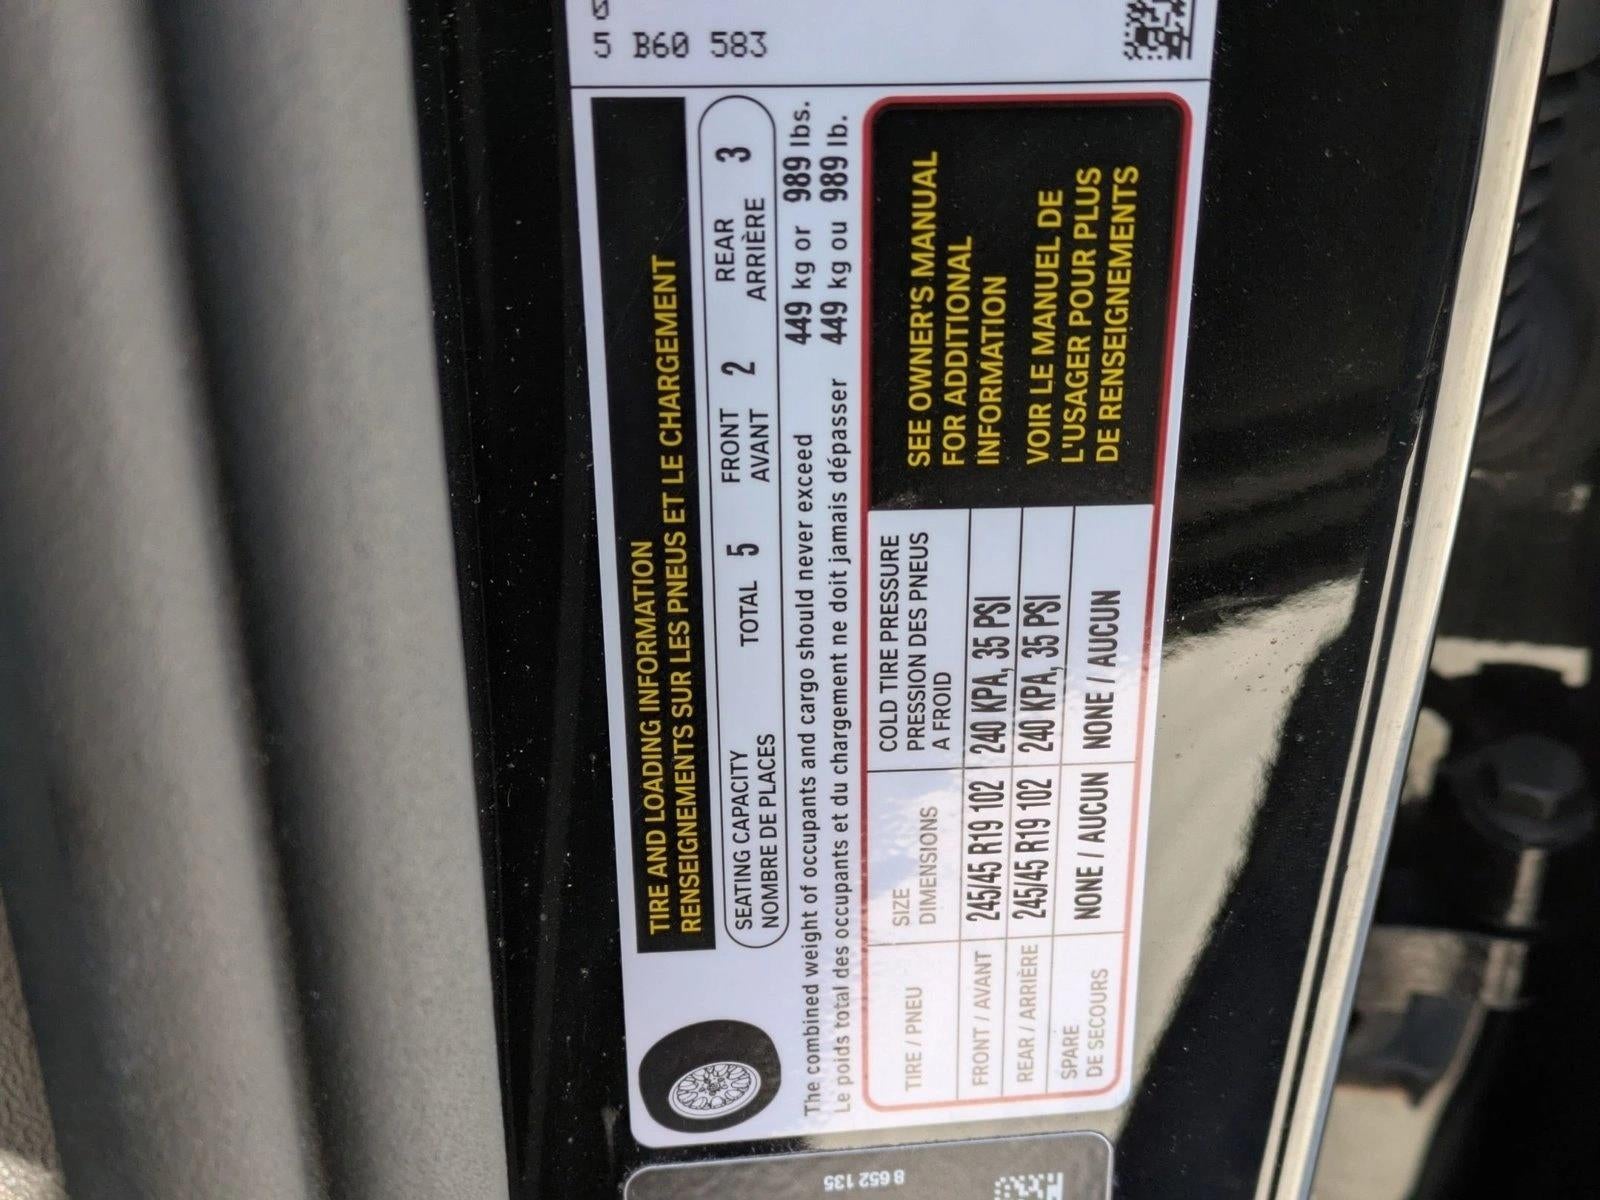 5 B60 583
TIRE AND LOADING INFORMATION
RENSEIGNEMENTS SUR LES PNEUS ET LE CHARGEMENT
SEATING CAPACITY
NOMBRE DE PLACES
TOTAL 5
FRONT
AVANT
2
REAR
ARRIÈRE
3
The combined weight of occupants and cargo should never exceed 449 kg or 989 lbs.
Le poids total des occupants et du chargement ne doit jamais dépasser 449 kg ou 989 lb.
TIRE / PNEU
SIZE
DIMENSIONS
COLD TIRE PRESSURE
PRESSION DES PNEUS
A FROID
FRONT / AVANT 245/45 R19 102 240 KPA, 35 PSI
REAR / ARRIÈRE 245/45 R19 102 240 KPA, 35 PSI
SPARE
DE SECOURS
NONE / AUCUN NONE / AUCUN
SEE OWNER'S MANUAL
FOR ADDITIONAL
INFORMATION
VOIR LE MANUEL DE
L'USAGER POUR PLUS
DE RENSEIGNEMENTS
8 652 135